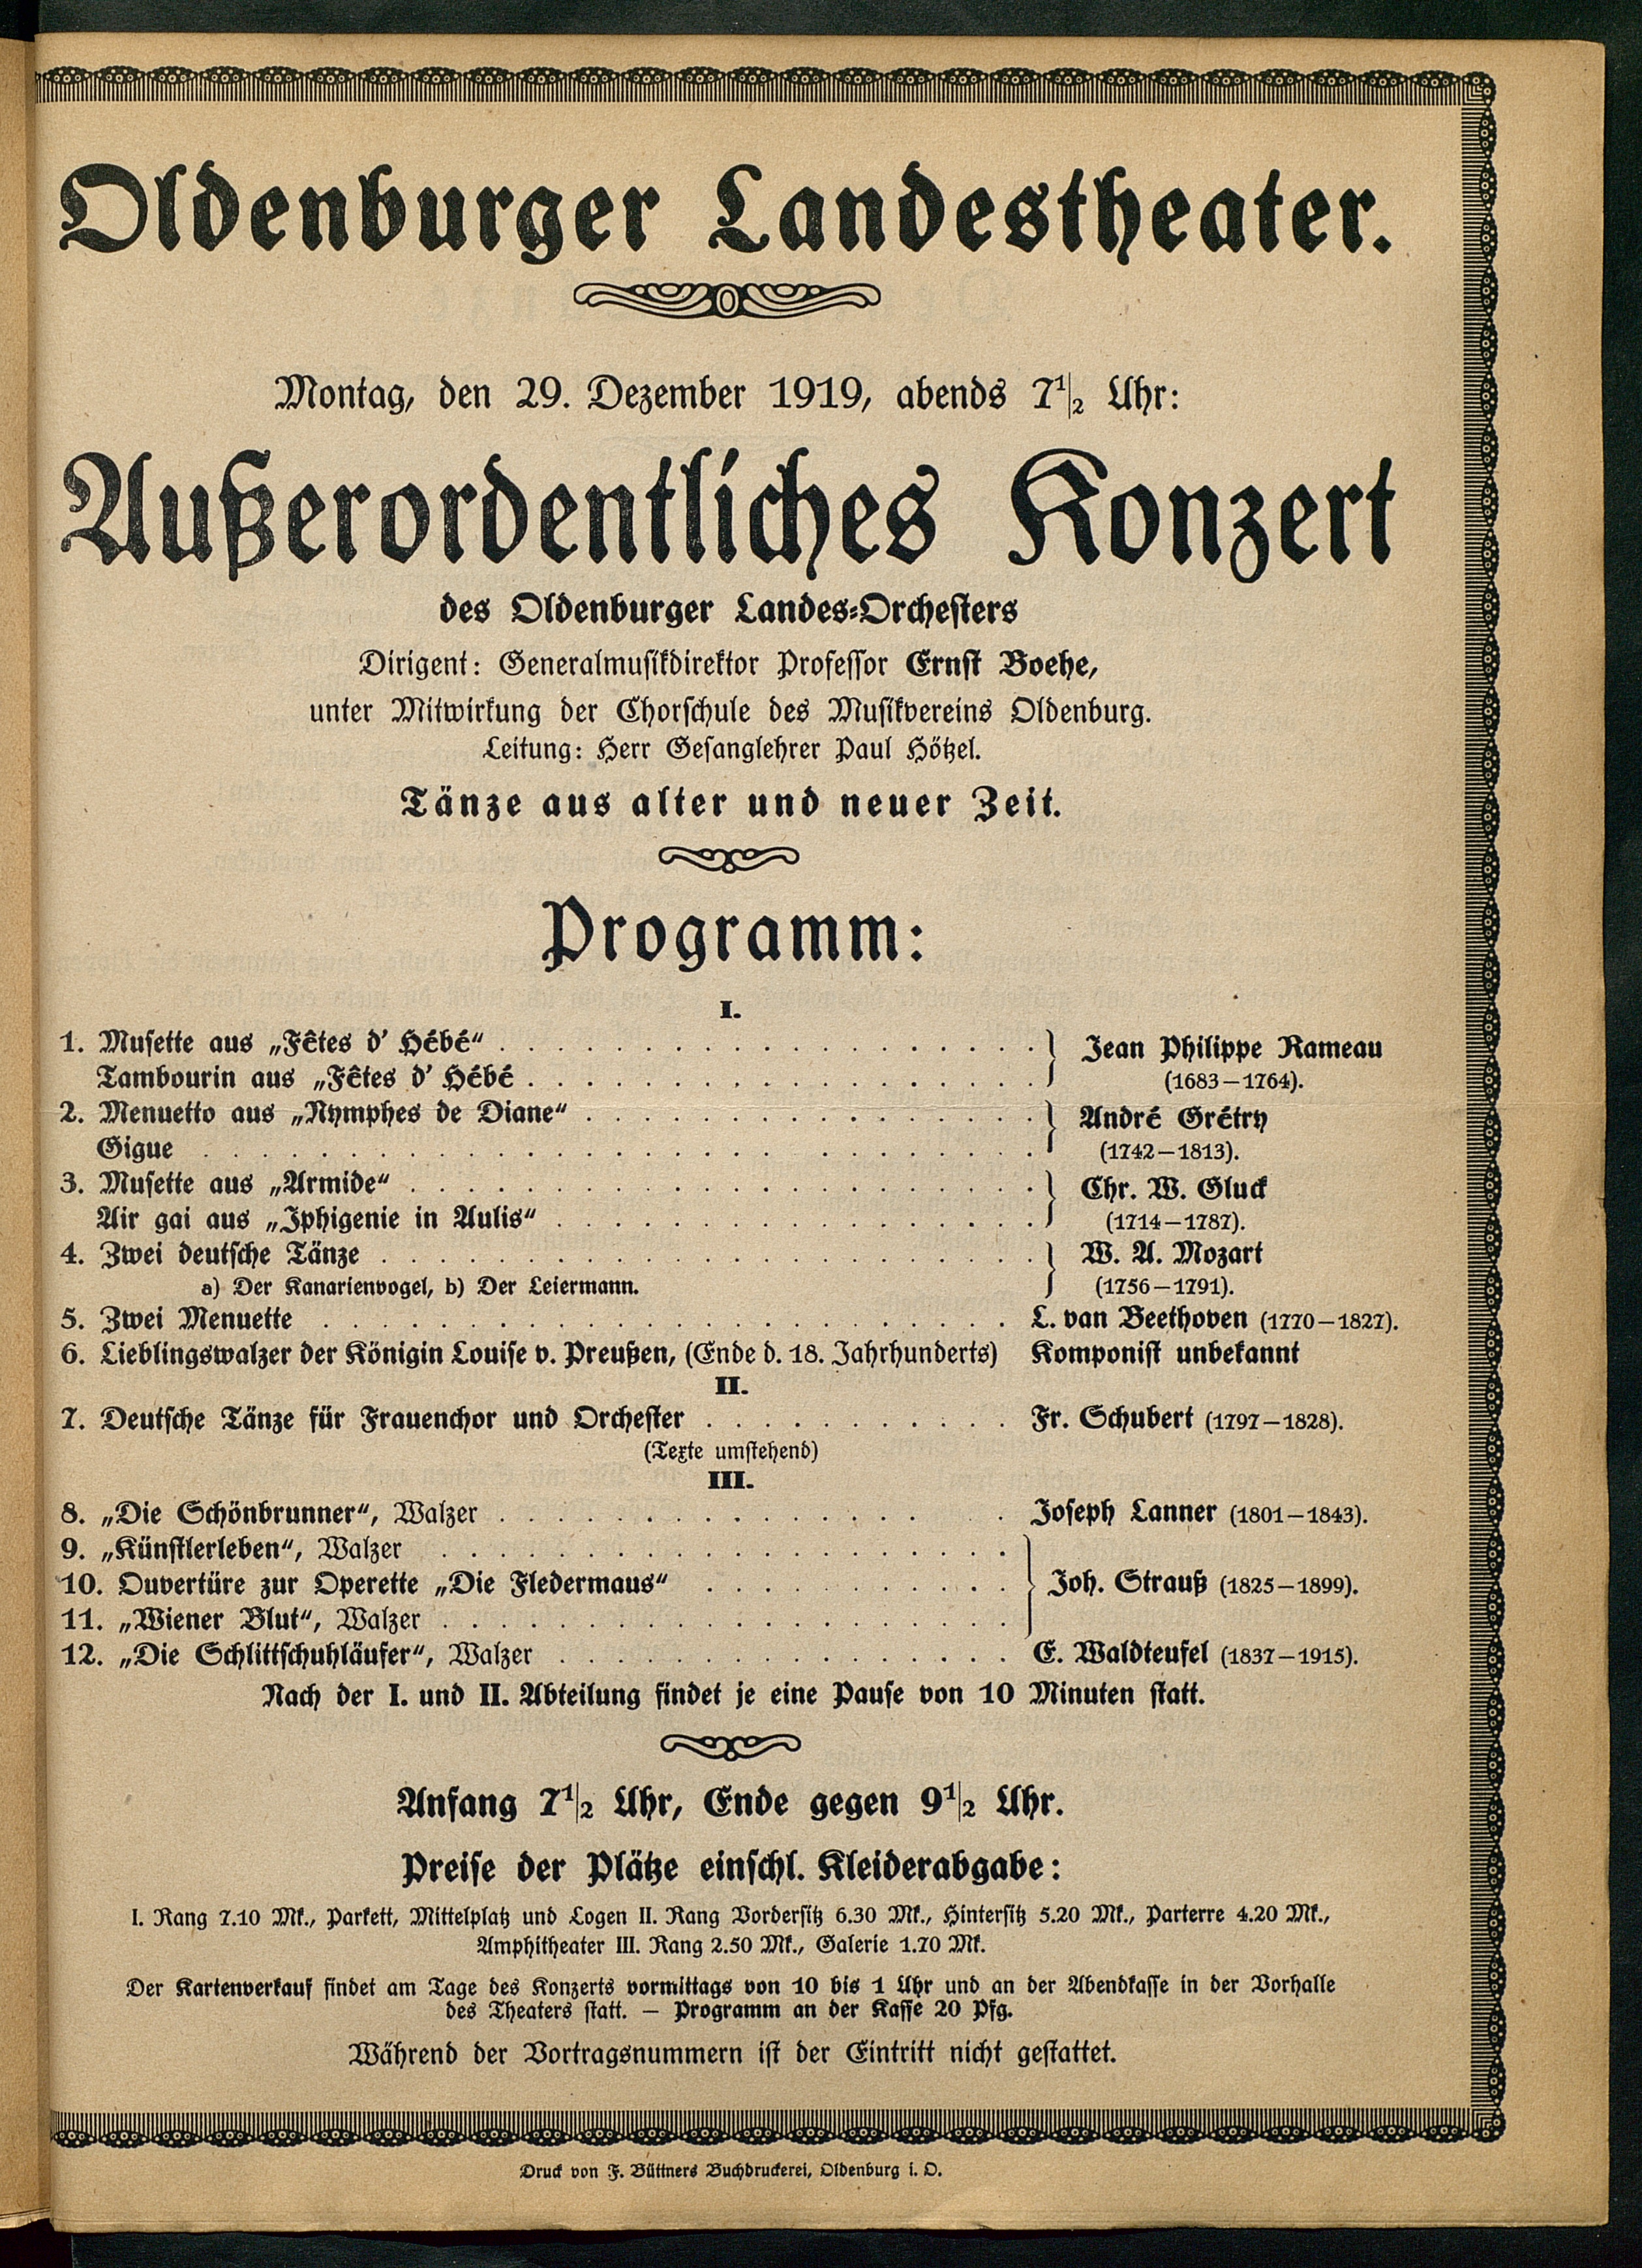 Oldenburger Landestheater.
Montag, den 29. Dezember 1919, abends 7 1/2 Uhr:
Außerordentliches Konzert
des Oldenburger Landes=Orchesters
Dirigent: Generalmusikdirektor Professor Ernst Boehe,
unter Mitwirkung der Chorschule des Musikvereins Oldenburg.
Leitung: Herr Gesanglehrer Paul Hötzel.
Tänze aus alter und neuer Zeit.
Programm:
I.
1. Musette aus „Fêtes d' Hébé“ . . . . . Jean Philippe Rameau
Tambourin aus „Fêtes d' Hébé . . . . . (1683—1764).
2. Menuetto aus „Nymphes de Diane“ . . . . . André Grétry
Gigue . . . . . (1742—1813).
3. Musette aus „Armide“ . . . . . Chr. W. Gluck
Air gai aus „Iphigenie in Aulis“ . . . . . (1714—1787).
4. Zwei deutsche Tänze . . . . . W. A. Mozart
a) Der Kanarienvogel, b) Der Leiermann. (1756—1791).
5. Zwei Menuette . . . . . L. van Beethoven (1770—1827).
6. Lieblingswalzer der Königin Louise v. Preußen, (Ende d. 18. Jahrhunderts) Komponist unbekannt
II.
7. Deutsche Tänze für Frauenchor und Orchester . . . . . Fr. Schubert (1797—1828).
(Texte umstehend)
III.
8. „Die Schönbrunner“, Walzer . . . . . Joseph Lanner (1801—1843).
9. „Künstlerleben“, Walzer . . . . .
10. Ouvertüre zur Operette „Die Fledermaus“ . . . . . Joh. Strauß (1825—1899).
11. „Wiener Blut“, Walzer . . . . .
12. „Die Schlittschuhläufer“, Walzer . . . . . E. Waldteufel (1837—1915).
Nach der I. und II. Abteilung findet je eine Pause von 10 Minuten statt.
Anfang 7 1/2 Uhr, Ende gegen 9 1/2 Uhr.
Preise der Plätze einschl. Kleiderabgabe:
I. Rang 7.10 Mk., Parkett, Mittelplatz und Logen II. Rang Vordersitz 6.30 Mk., Hintersitz 5.20 Mk., Parterre 4.20 Mk.,
Amphitheater III. Rang 2.50 Mk., Galerie 1.70 Mk.
Der Kartenverkauf findet am Tage des Konzerts vormittags von 10 bis 1 Uhr und an der Abendkasse in der Vorhalle
des Theaters statt. — Programm an der Kasse 20 Pfg.
Während der Vortragsnummern ist der Eintritt nicht gestattet.
Druck von F. Büttners Buchdruckerei, Oldenburg i. O.